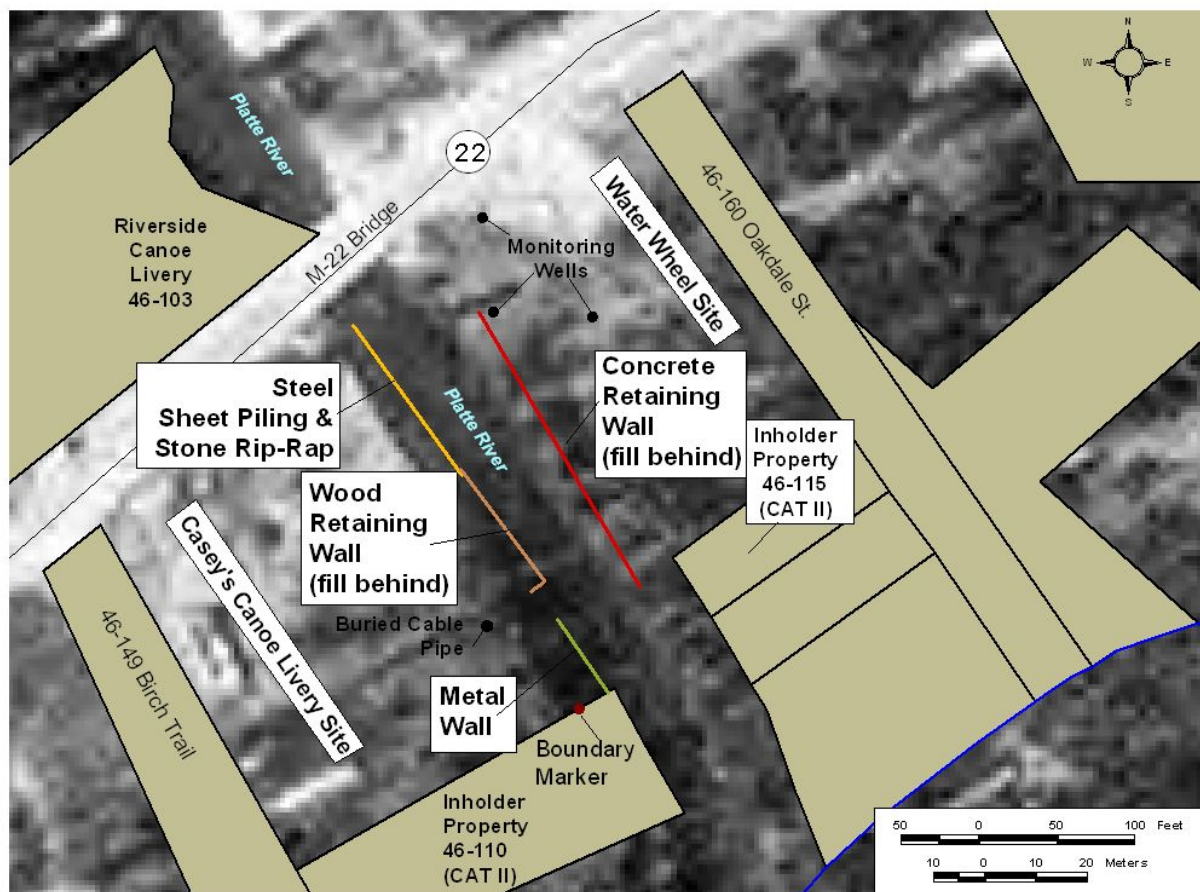 N
W E
S
Platte River
22
M-22 Bridge
Riverside
Canoe
Livery
46-103
Monitoring
Wells
Water Wheel Site
46-160 Oakdale St.
Steel
Sheet Piling &
Stone Rip-Rap
Platte River
Concrete
Retaining
Wall
(fill behind)
Inholder
Property
46-115
(CAT II)
Wood
Retaining
Wall
(fill behind)
Casey's Canoe Livery Site
46-149 Birch Trail
Buried Cable
Pipe
Metal
Wall
Boundary
Marker
Inholder
Property
46-110
(CAT II)
50 0 50 100 Feet
10 0 10 20 Meters